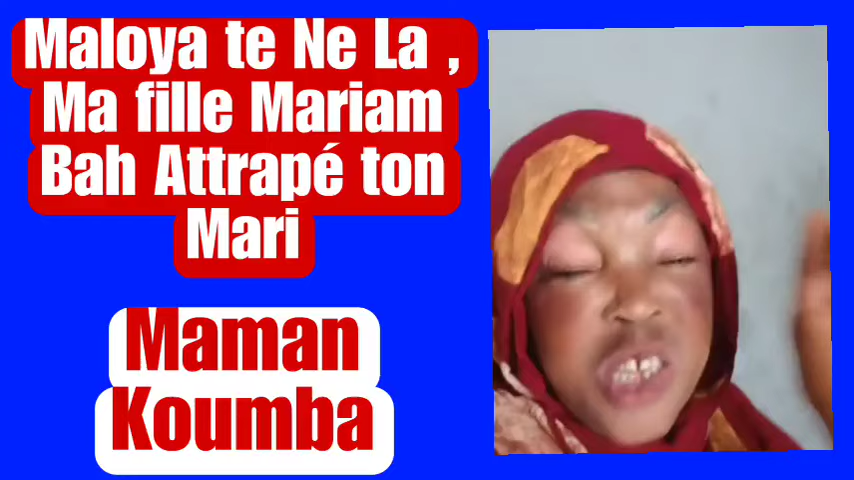 Maloya te Ne La ,
Ma fille Mariam
Bah Attrapé ton
Mari
Maman
Koumba